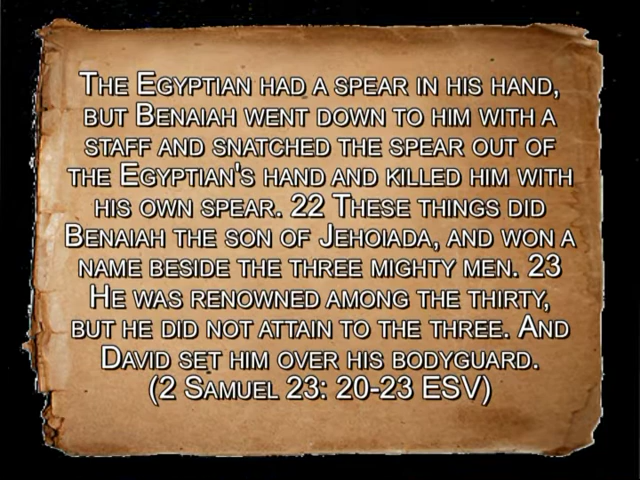 The Egyptian had a spear in his hand,
but Benaiah went down to him with a
staff and snatched the spear out of
the Egyptian's hand and killed him with
his own spear. 22 These things did
Benaiah the son of Jehoiada, and won a
name beside the three mighty men. 23
He was renowned among the thirty,
but he did not attain to the three. And
David set him over his bodyguard.
(2 Samuel 23: 20-23 ESV)